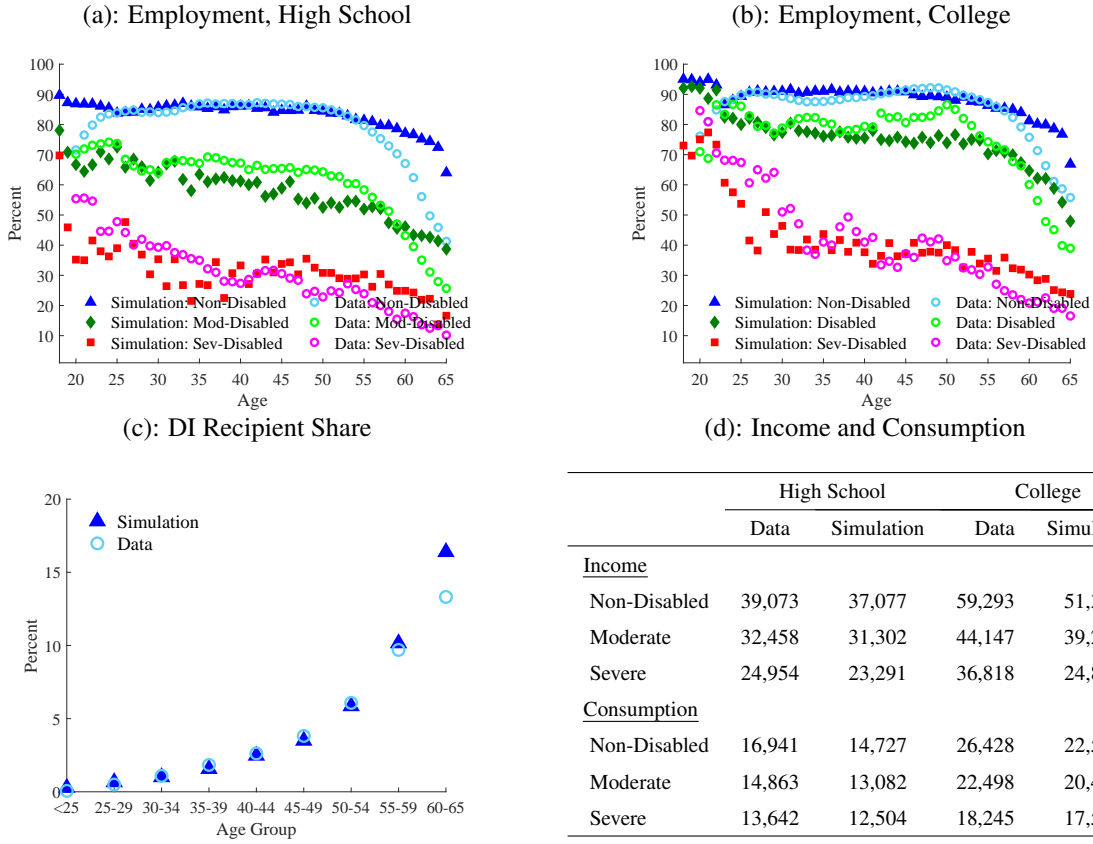 (a): Employment, High School
100
90
80
70
60
50
40
30
20
10
Percent
Simulation: Non-Disabled
Simulation: Mod-Disabled
Simulation: Sev-Disabled
Data: Non-Disabled
Data: Mod-Disabled
Data: Sev-Disabled
20 25 30 35 40 45 50 55 60 65
Age
(b): Employment, College
100
90
80
70
60
50
40
30
20
10
Percent
Simulation: Non-Disabled
Simulation: Disabled
Simulation: Sev-Disabled
Data: Non-Disabled
Data: Disabled
Data: Sev-Disabled
20 25 30 35 40 45 50 55 60 65
Age
(c): DI Recipient Share
20
15
10
5
0
Percent
Simulation
Data
<25 25-29 30-34 35-39 40-44 45-49 50-54 55-59 60-65
Age Group
(d): Income and Consumption
High School College
Data Simulation Data
Income
Non-Disabled 39,073 37,077 59,293
Moderate 32,458 31,302 44,147
Severe 24,954 23,291 36,818
Consumption
Non-Disabled 16,941 14,727 26,428
Moderate 14,863 13,082 22,498
Severe 13,642 12,504 18,245